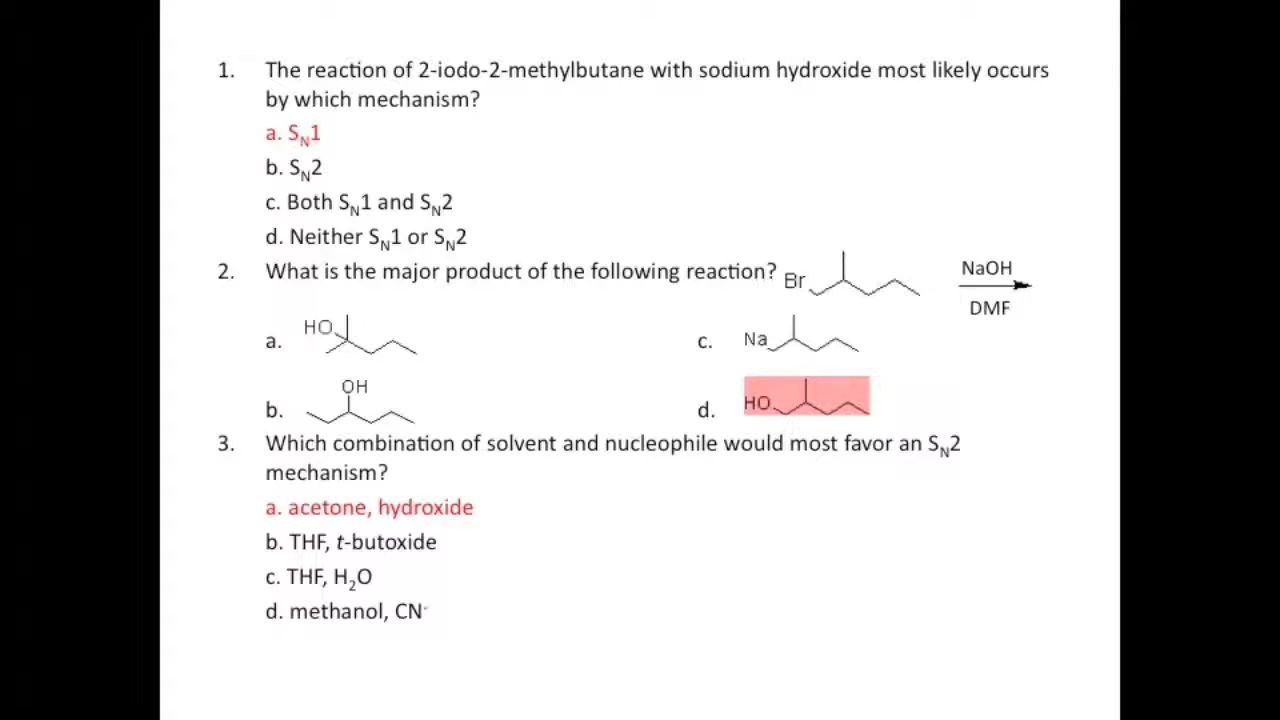 1. The reaction of 2-iodo-2-methylbutane with sodium hydroxide most likely occurs
by which mechanism?
a. SN1
b. SN2
c. Both SN1 and SN2
d. Neither SN1 or SN2
2. What is the major product of the following reaction? Br NaOH
DMF
a. HO
c. Na
b. OH
d. HO
3. Which combination of solvent and nucleophile would most favor an SN2
mechanism?
a. acetone, hydroxide
b. THF, t-butoxide
c. THF, H2O
d. methanol, CN-